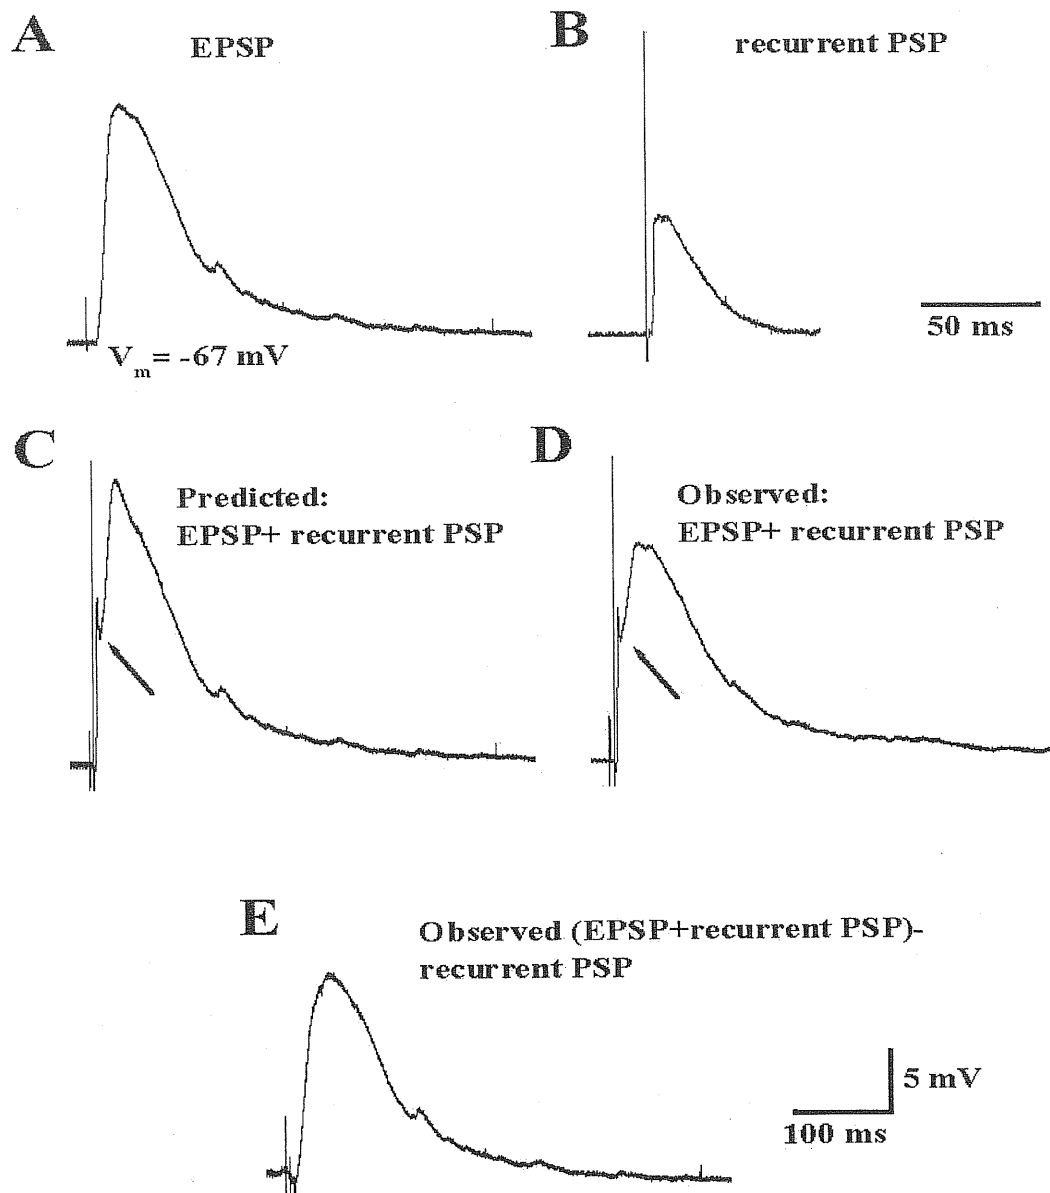 A
EPSP
B
recurrent PSP
50 ms
Vm= -67 mV
C
Predicted:
EPSP+ recurrent PSP
D
Observed:
EPSP+ recurrent PSP
E
Observed (EPSP+recurrent PSP)-
recurrent PSP
5 mV
100 ms